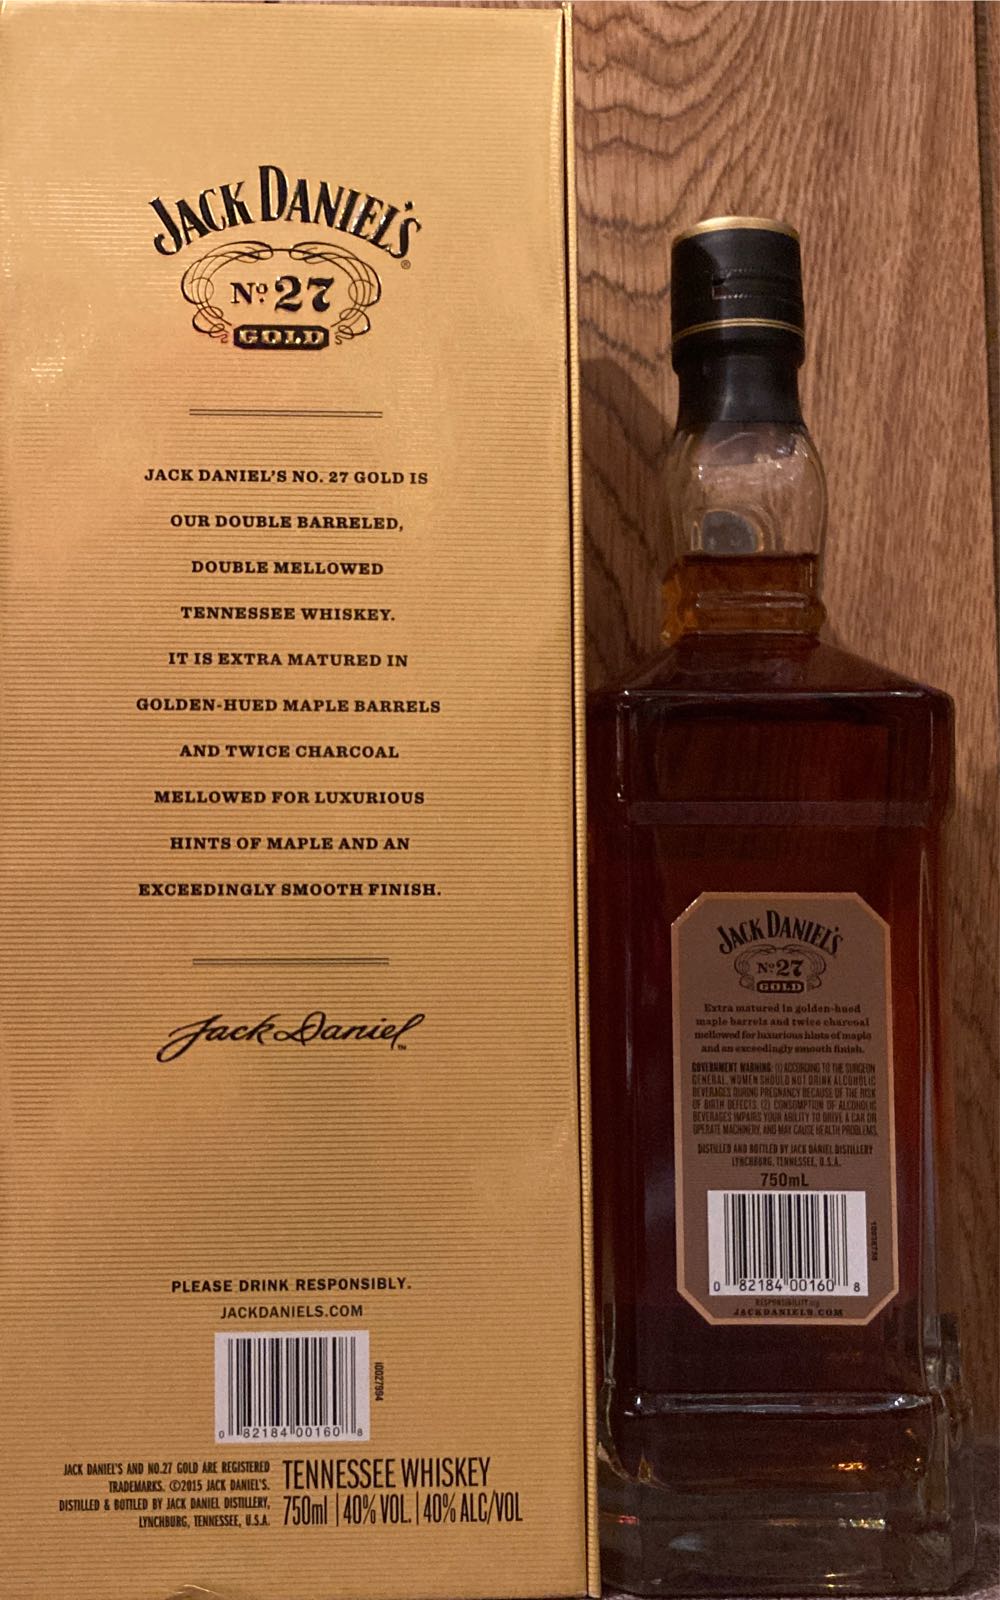 JACK DANIEL'S®
Nº 27
GOLD
JACK DANIEL'S NO. 27 GOLD IS
OUR DOUBLE BARRELED,
DOUBLE MELLOWED
TENNESSEE WHISKEY.
IT IS EXTRA MATURED IN
GOLDEN-HUED MAPLE BARRELS
AND TWICE CHARCOAL
MELLOWED FOR LUXURIOUS
HINTS OF MAPLE AND AN
EXCEEDINGLY SMOOTH FINISH.
Jack Daniel™
PLEASE DRINK RESPONSIBLY.
JACKDANIELS.COM
0 82184 00160 8
JACK DANIEL'S AND NO.27 GOLD ARE REGISTERED
TRADEMARKS. ©2015 JACK DANIEL'S.
DISTILLED & BOTTLED BY JACK DANIEL DISTILLERY,
LYNCHBURG, TENNESSEE, U.S.A.
TENNESSEE WHISKEY
750ml | 40% VOL. | 40% ALC/VOL
JACK DANIEL'S
Nº 27
GOLD
Extra matured in golden-hued
maple barrels and twice charcoal
mellowed for luxurious hints of maple
and an exceedingly smooth finish.
GOVERNMENT WARNING: (1) ACCORDING TO THE SURGEON
GENERAL, WOMEN SHOULD NOT DRINK ALCOHOLIC
BEVERAGES DURING PREGNANCY BECAUSE OF THE RISK
OF BIRTH DEFECTS. (2) CONSUMPTION OF ALCOHOLIC
BEVERAGES IMPAIRS YOUR ABILITY TO DRIVE A CAR OR
OPERATE MACHINERY, AND MAY CAUSE HEALTH PROBLEMS.
DISTILLED AND BOTTLED BY JACK DANIEL DISTILLERY
LYNCHBURG, TENNESSEE, U.S.A.
750mL
0 82184 00160 8
RESPONSIBILITY.org
JACKDANIELS.COM